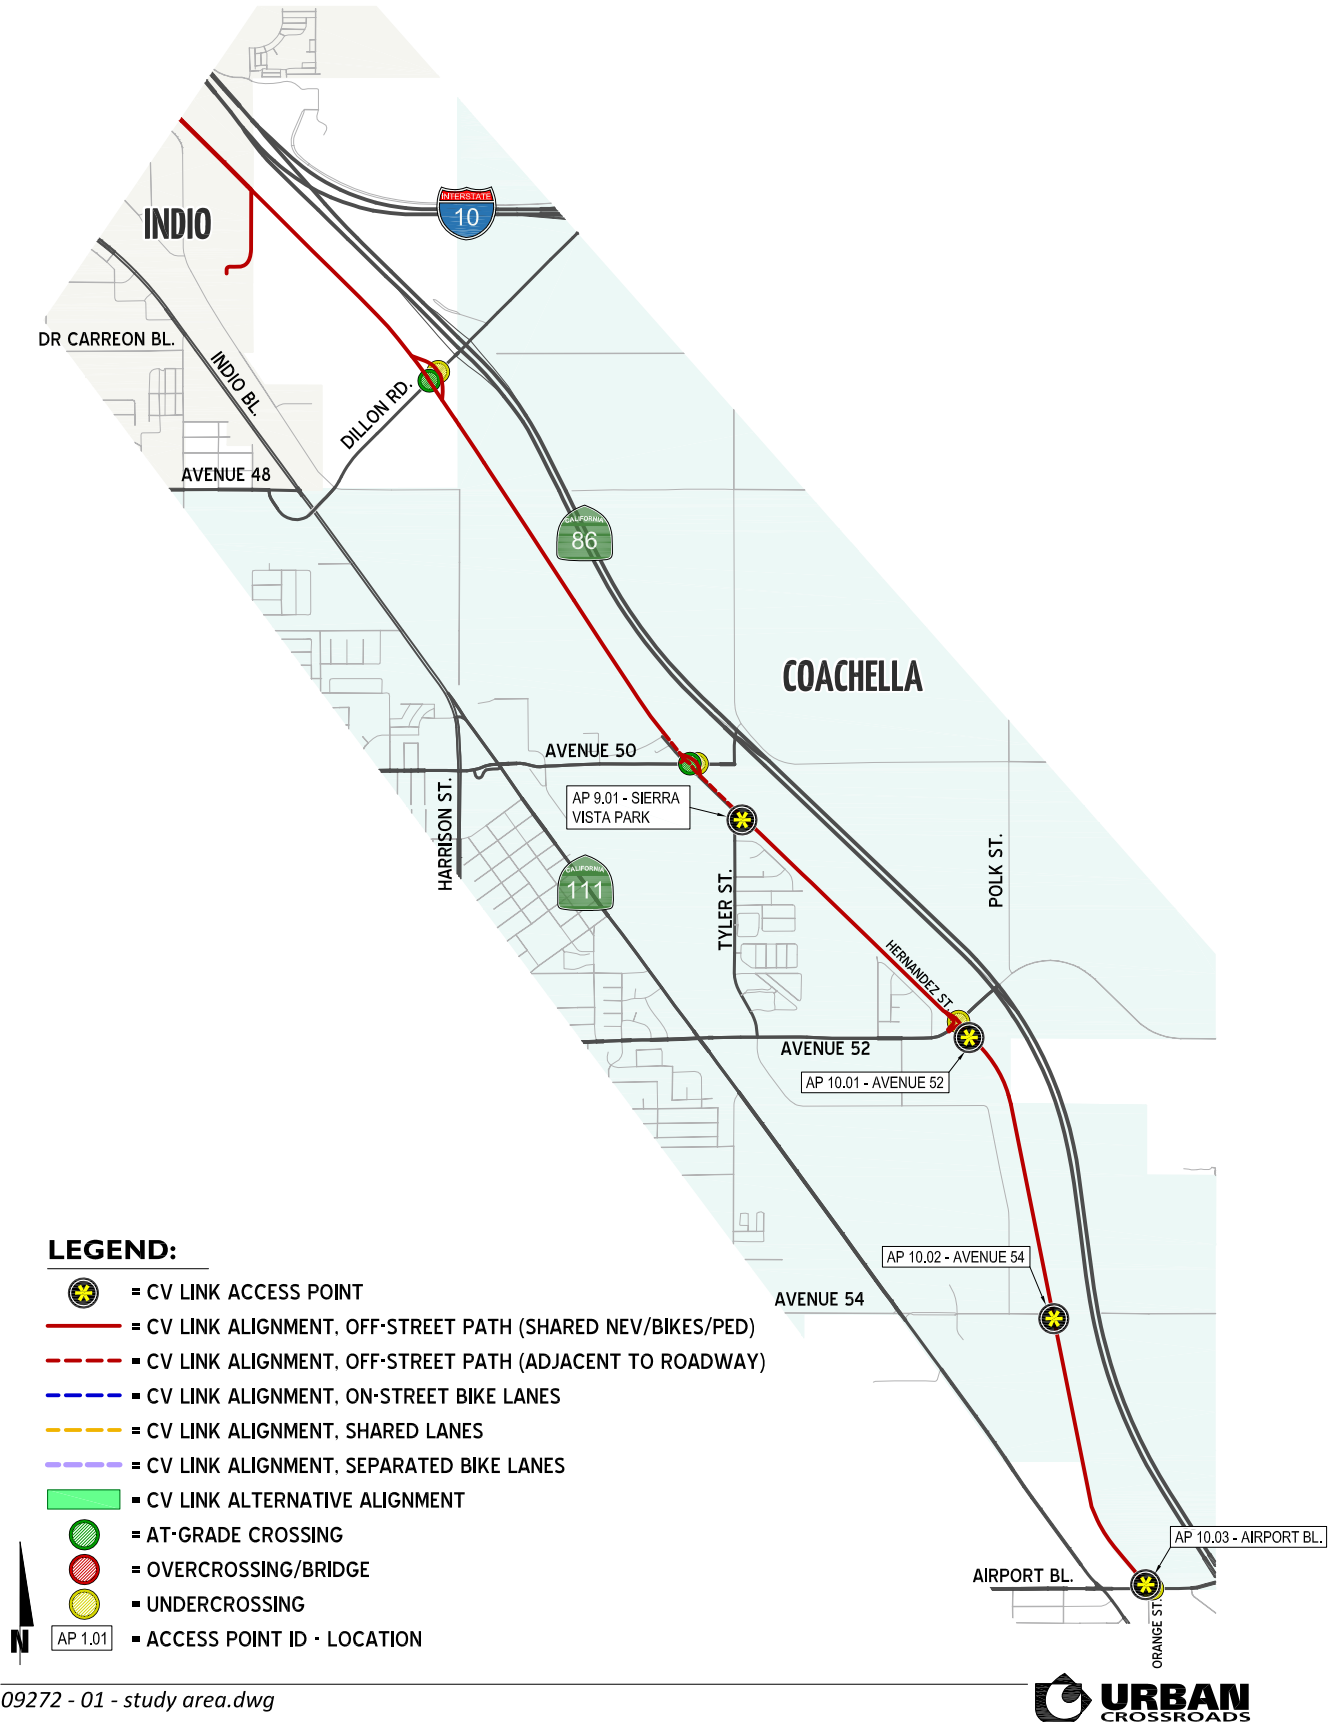 INTERSTATE
10
INDIO
DR CARREON BL.
INDIO BL.
DILLON RD.
AVENUE 48
CALIFORNIA
86
COACHELLA
AVENUE 50
AP 9.01 - SIERRA
VISTA PARK
HARRISON ST.
POLK ST.
CALIFORNIA
111
TYLER ST.
HERNANDEZ ST.
AVENUE 52
AP 10.01 - AVENUE 52
LEGEND:
AP 10.02 - AVENUE 54
= CV LINK ACCESS POINT
AVENUE 54
= CV LINK ALIGNMENT, OFF-STREET PATH (SHARED NEV/BIKES/PED)
= CV LINK ALIGNMENT, OFF-STREET PATH (ADJACENT TO ROADWAY)
= CV LINK ALIGNMENT, ON-STREET BIKE LANES
= CV LINK ALIGNMENT, SHARED LANES
= CV LINK ALIGNMENT, SEPARATED BIKE LANES
= CV LINK ALTERNATIVE ALIGNMENT
= AT-GRADE CROSSING
AP 10.03 - AIRPORT BL.
= OVERCROSSING/BRIDGE
AIRPORT BL.
= UNDERCROSSING
ORANGE ST.
N
AP 1.01
= ACCESS POINT ID - LOCATION
09272 - 01 - study area.dwg
URBAN
CROSSROADS